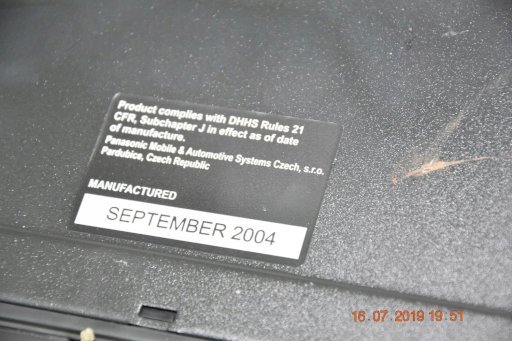 Product complies with DHHS Rules 21
CFR, Subchapter J in effect as of date
of manufacture.
Panasonic Mobile & Automotive Systems Czech, s.r.o.
Pardubice, Czech Republic
MANUFACTURED
SEPTEMBER 2004
16.07.2019 19:51